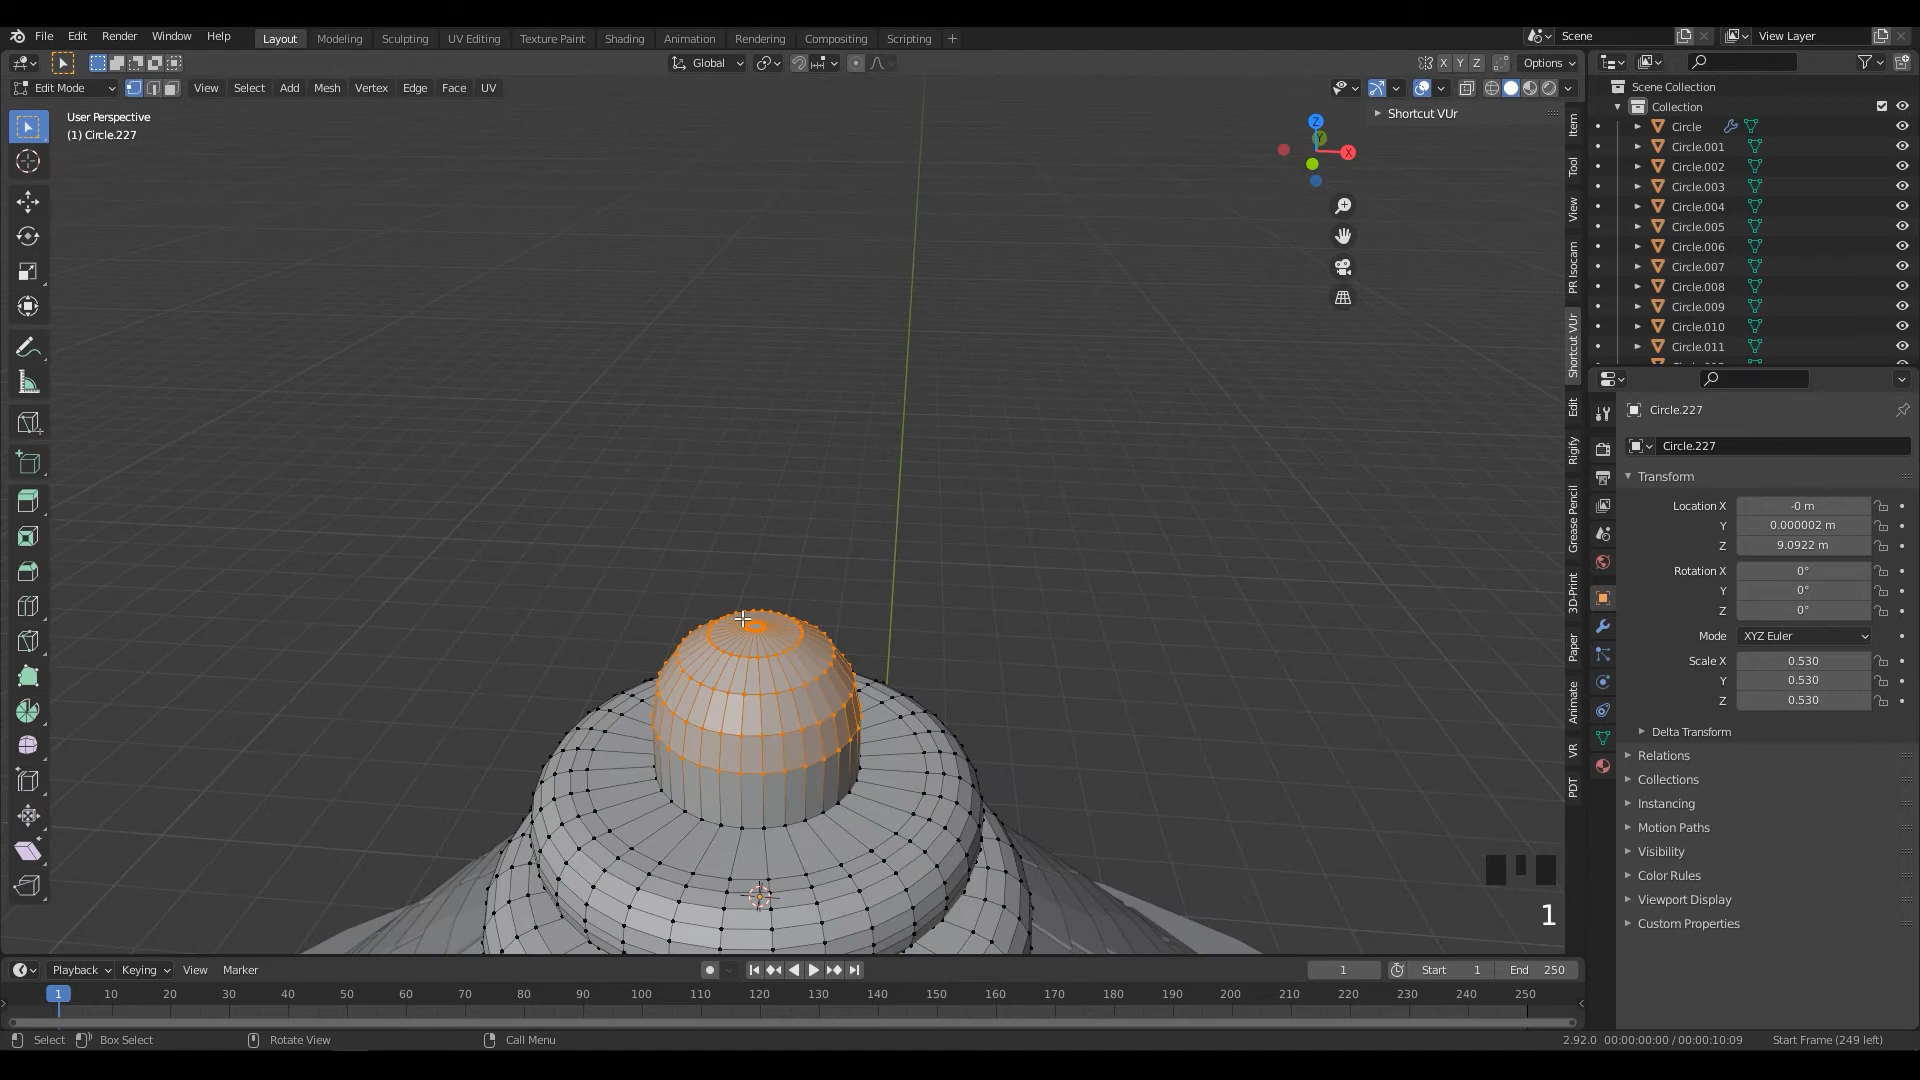 File Edit Render Window Help
Layout Modeling Sculpting UV Editing Texture Paint Shading Animation Rendering Compositing Scripting +
Scene
View Layer
Global
X Y Z
Options
Edit Mode
View Select Add Mesh Vertex Edge Face UV
User Perspective
(1) Circle.227
Shortcut VUr
Z
Y
X
Item
Tool
View
PR Isocam
Shortcut VUr
Edit
Rigify
Grease Pencil
3D-Print
Paper
Animate
VR
PDT
Scene Collection
Collection
Circle
Circle.001
Circle.002
Circle.003
Circle.004
Circle.005
Circle.006
Circle.007
Circle.008
Circle.009
Circle.010
Circle.011
Circle.227
Circle.227
Transform
Location X -0 m
Y 0.000002 m
Z 9.0922 m
Rotation X 0°
Y 0°
Z 0°
Mode XYZ Euler
Scale X 0.530
Y 0.530
Z 0.530
Delta Transform
Relations
Collections
Instancing
Motion Paths
Visibility
Color Rules
Viewport Display
Custom Properties
1
Playback Keying View Marker
1 Start 1 End 250
1 10 20 30 40 50 60 70 80 90 100 110 120 130 140 150 160 170 180 190 200 210 220 230 240 250
Select Box Select Rotate View Call Menu
2.92.0 00:00:00:00 / 00:00:10:09 Start Frame (249 left)